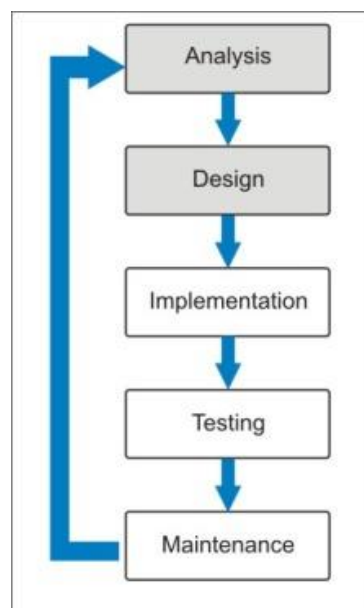 Analysis
Design
Implementation
Testing
Maintenance